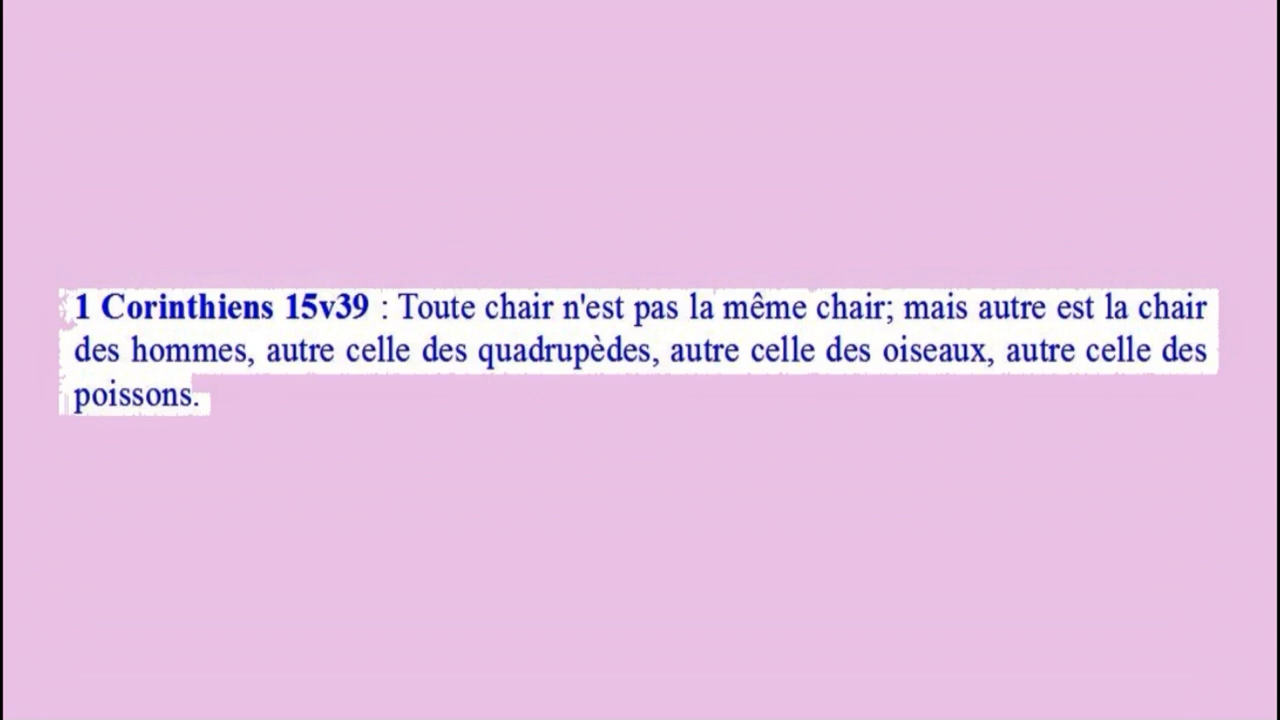 1 Corinthiens 15v39 : Toute chair n'est pas la même chair; mais autre est la chair
des hommes, autre celle des quadrupèdes, autre celle des oiseaux, autre celle des
poissons.